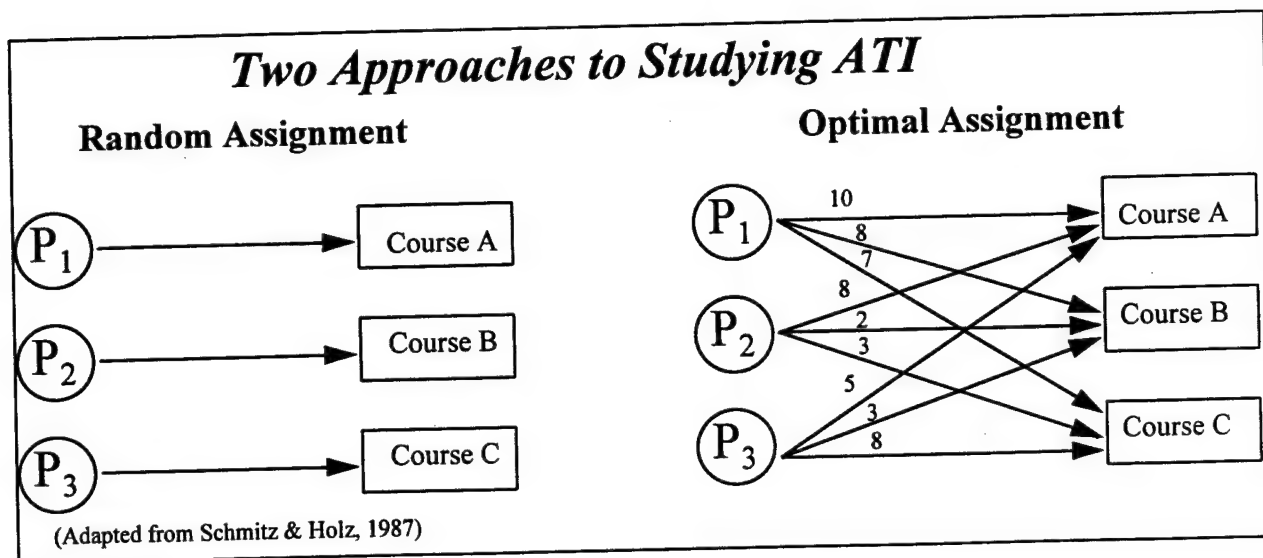 Two Approaches to Studying ATI
Random Assignment
P1
Course A
P2
Course B
P3
Course C
(Adapted from Schmitz & Holz, 1987)
Optimal Assignment
P1
10
8
7
Course A
P2
8
2
3
Course B
P3
5
3
8
Course C